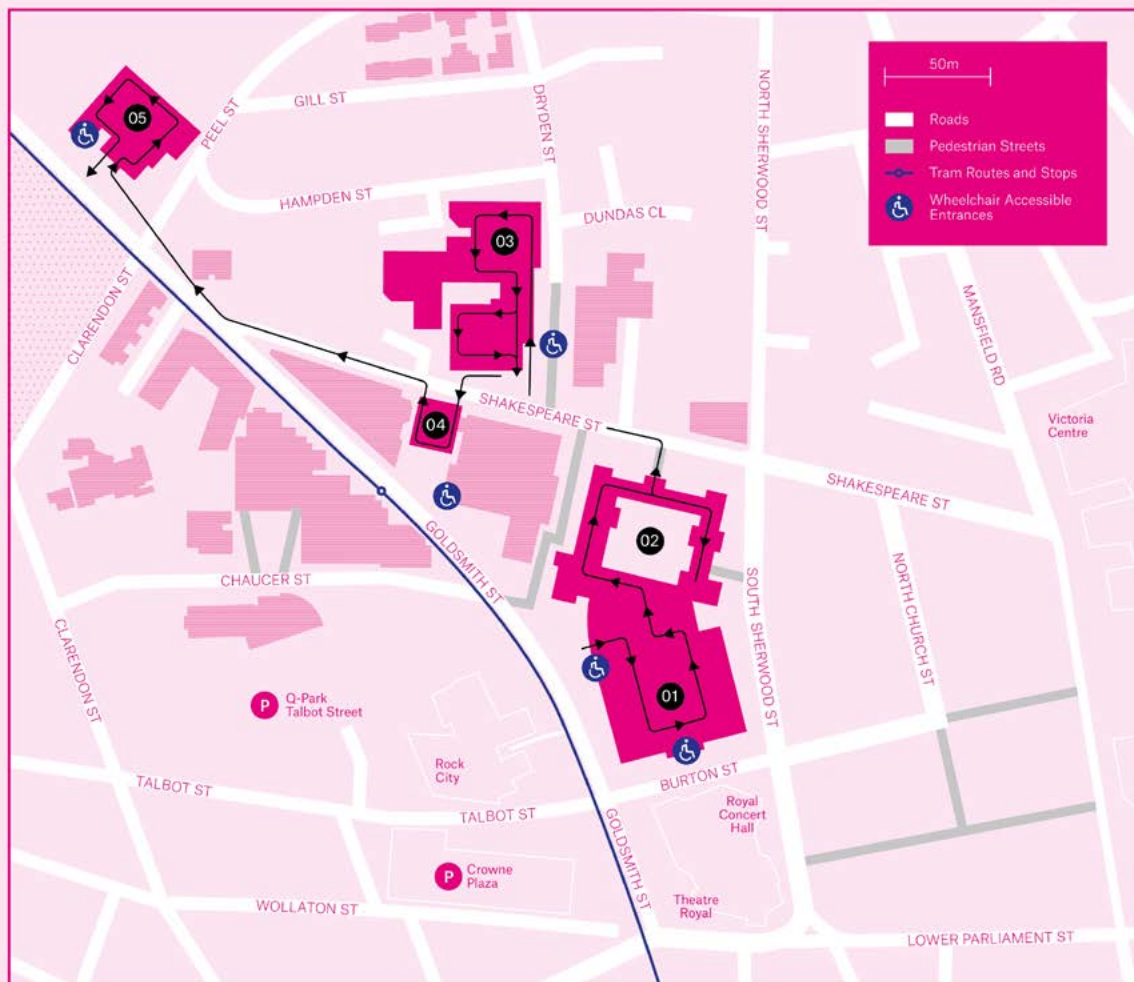 50m
Roads
Pedestrian Streets
Tram Routes and Stops
Wheelchair Accessible
Entrances
05
GILL ST
PEEL ST
DRYDEN ST
NORTH SHERWOOD ST
HAMPDEN ST
DUNDAS CL
03
CLARENDON ST
MANSFIELD RD
SHAKESPEARE ST
04
Victoria
Centre
SHAKESPEARE ST
02
GOLDSMITH ST
CHAUCER ST
NORTH CHURCH ST
SOUTH SHERWOOD ST
CLARENDON ST
01
P
Q-Park
Talbot Street
Rock
City
BURTON ST
TALBOT ST
TALBOT ST
Royal
Concert
Hall
GOLDSMITH ST
P
Crowne
Plaza
Theatre
Royal
WOLLATON ST
LOWER PARLIAMENT ST